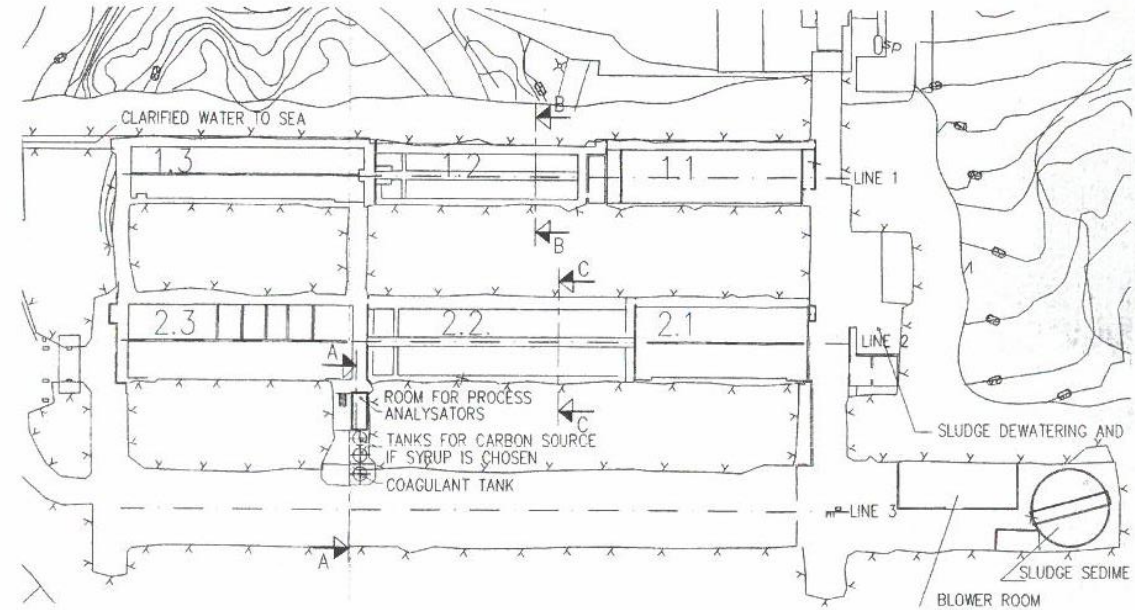 sp
B
CLARIFIED WATER TO SEA
1.3
1.2
1.1
LINE 1
B
C
2.3
2.2.
2.1
LINE 2
A
ROOM FOR PROCESS
ANALYSATORS
C
TANKS FOR CARBON SOURCE
IF SYRUP IS CHOSEN
SLUDGE DEWATERING AND
COAGULANT TANK
LINE 3
A
SLUDGE SEDIME
BLOWER ROOM